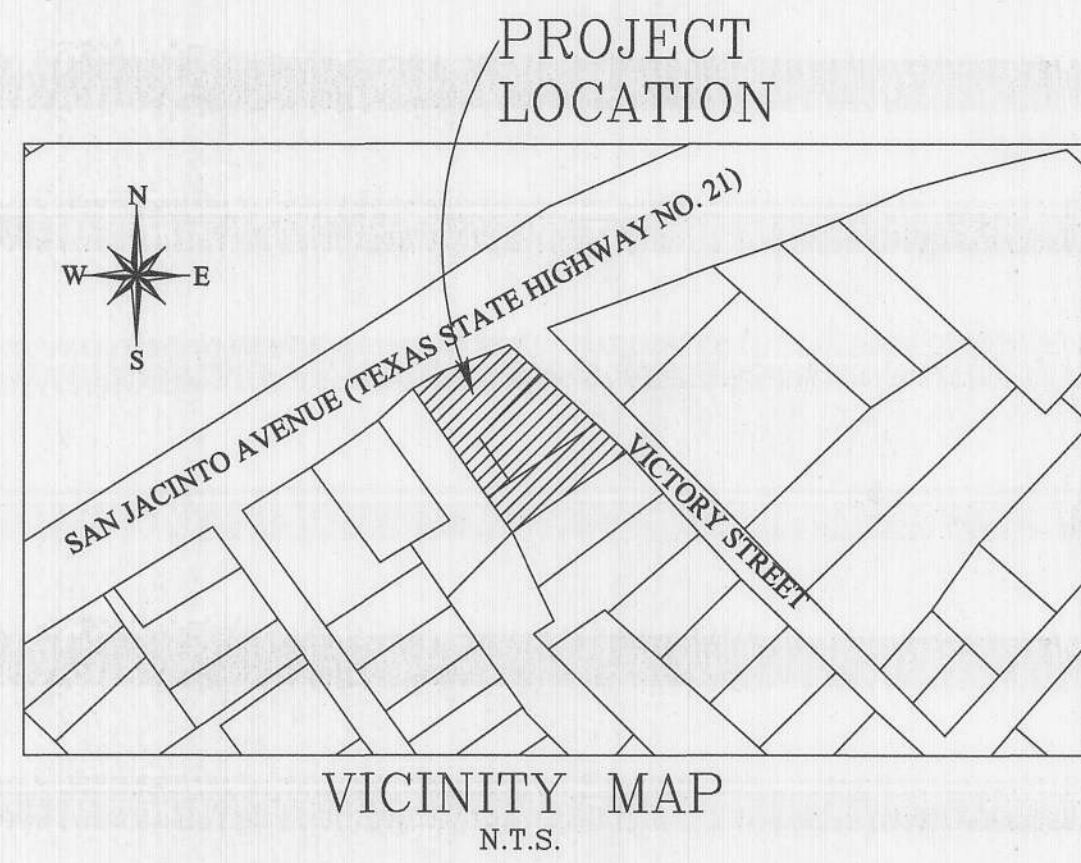 PROJECT
LOCATION
N
W E
S
SAN JACINTO AVENUE (TEXAS STATE HIGHWAY NO. 21)
VICTORY STREET
VICINITY MAP
N.T.S.